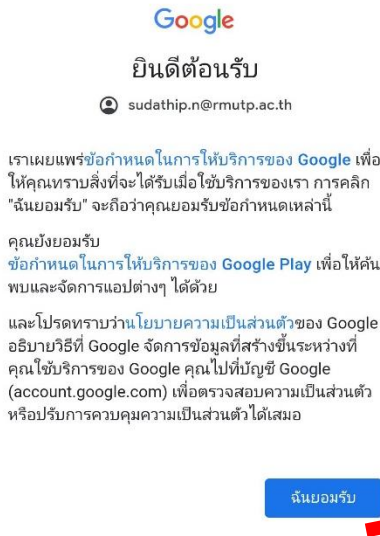 Google
ยินดีต้อนรับ
sudathip.n@rmutp.ac.th
เราเผยแพร่ข้อกำหนดในการให้บริการของ Google เพื่อ
ให้คุณทราบสิ่งที่จะได้รับเมื่อใช้บริการของเรา การคลิก
"ฉันยอมรับ" จะถือว่าคุณยอมรับข้อกำหนดเหล่านี้
คุณยังยอมรับ
ข้อกำหนดในการให้บริการของ Google Play เพื่อให้ค้น
พบและจัดการแอปต่างๆ ได้ด้วย
และโปรดทราบว่านโยบายความเป็นส่วนตัวของ Google
อธิบายวิธีที่ Google จัดการข้อมูลที่สร้างขึ้นระหว่างที่
คุณใช้บริการของ Google คุณไปที่บัญชี Google
(account.google.com) เพื่อตรวจสอบความเป็นส่วนตัว
หรือปรับการควบคุมความเป็นส่วนตัวได้เสมอ
ฉันยอมรับ